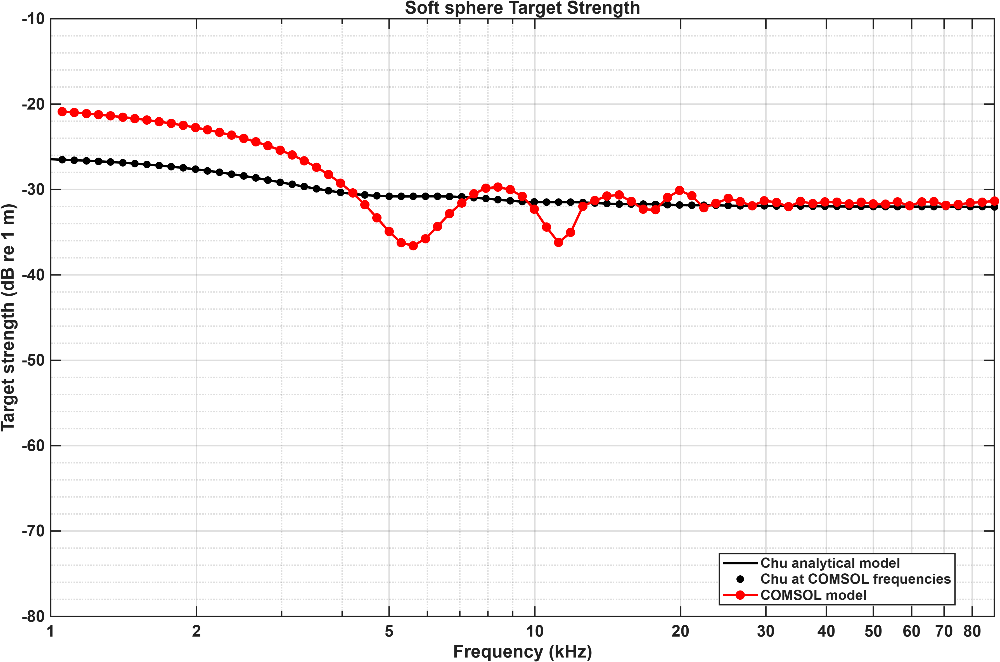 Soft sphere Target Strength
-10
-20
-30
-40
-50
-60
-70
-80
Target strength (dB re 1 m)
Chu analytical model
Chu at COMSOL frequencies
COMSOL model
1 2 5 10 20 30 40 50 60 70 80
Frequency (kHz)